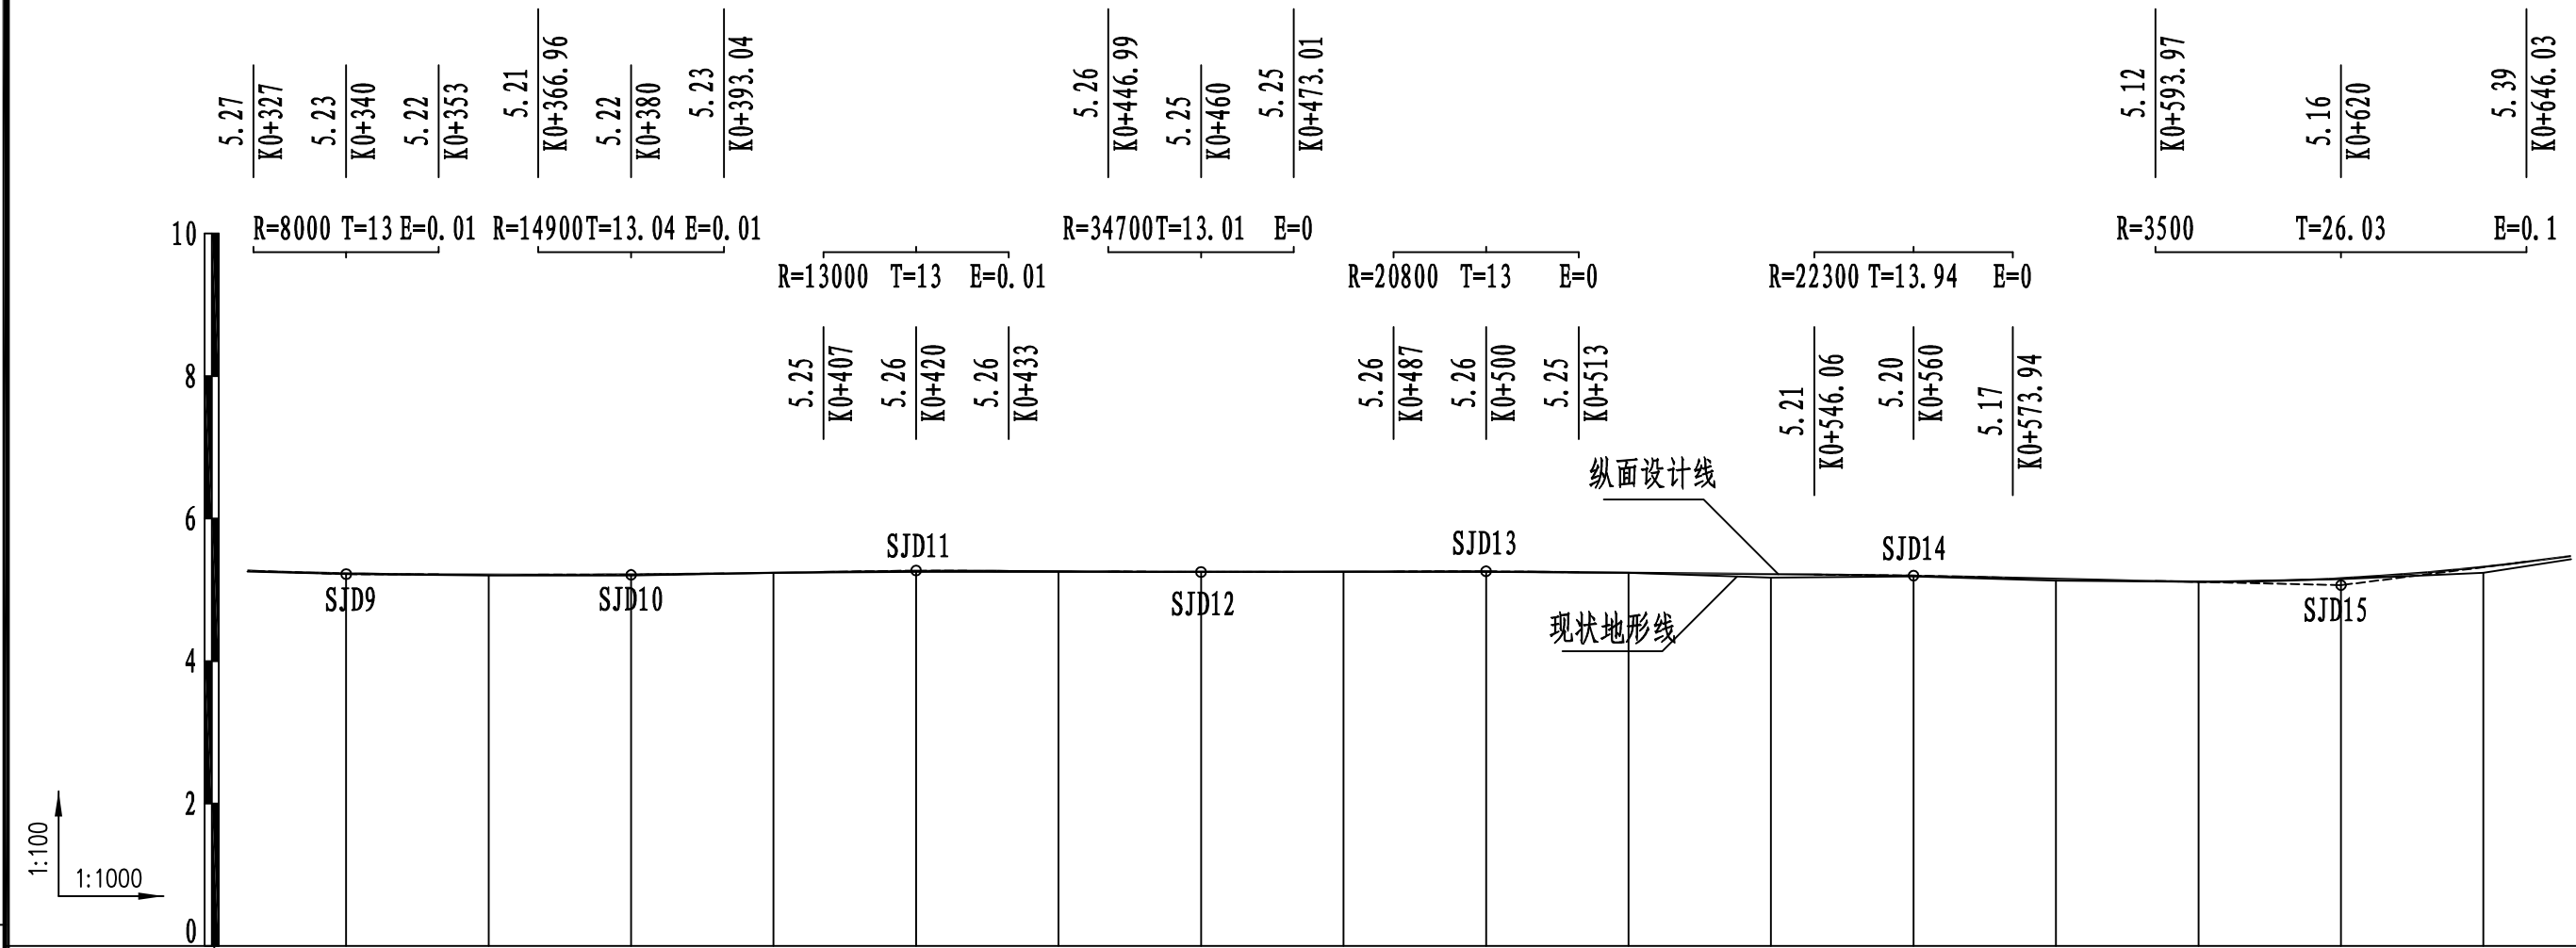 5.27
K0+327
5.23
K0+340
5.22
K0+353
5.21
K0+366.96
5.22
K0+380
5.23
K0+393.04
5.26
K0+446.99
5.25
K0+460
5.25
K0+473.01
5.12
K0+593.97
5.16
K0+620
5.39
K0+646.03
R=8000 T=13 E=0.01
R=14900 T=13.04 E=0.01
R=34700 T=13.01 E=0
R=3500 T=26.03 E=0.1
R=13000 T=13 E=0.01
R=20800 T=13 E=0
R=22300 T=13.94 E=0
5.25
K0+407
5.26
K0+420
5.26
K0+433
5.26
K0+487
5.26
K0+500
5.25
K0+513
5.21
K0+546.06
5.20
K0+560
5.17
K0+573.94
10
8
6
4
2
0
纵面设计线
现状地形线
SJD9
SJD10
SJD11
SJD12
SJD13
SJD14
SJD15
1:100
1:1000